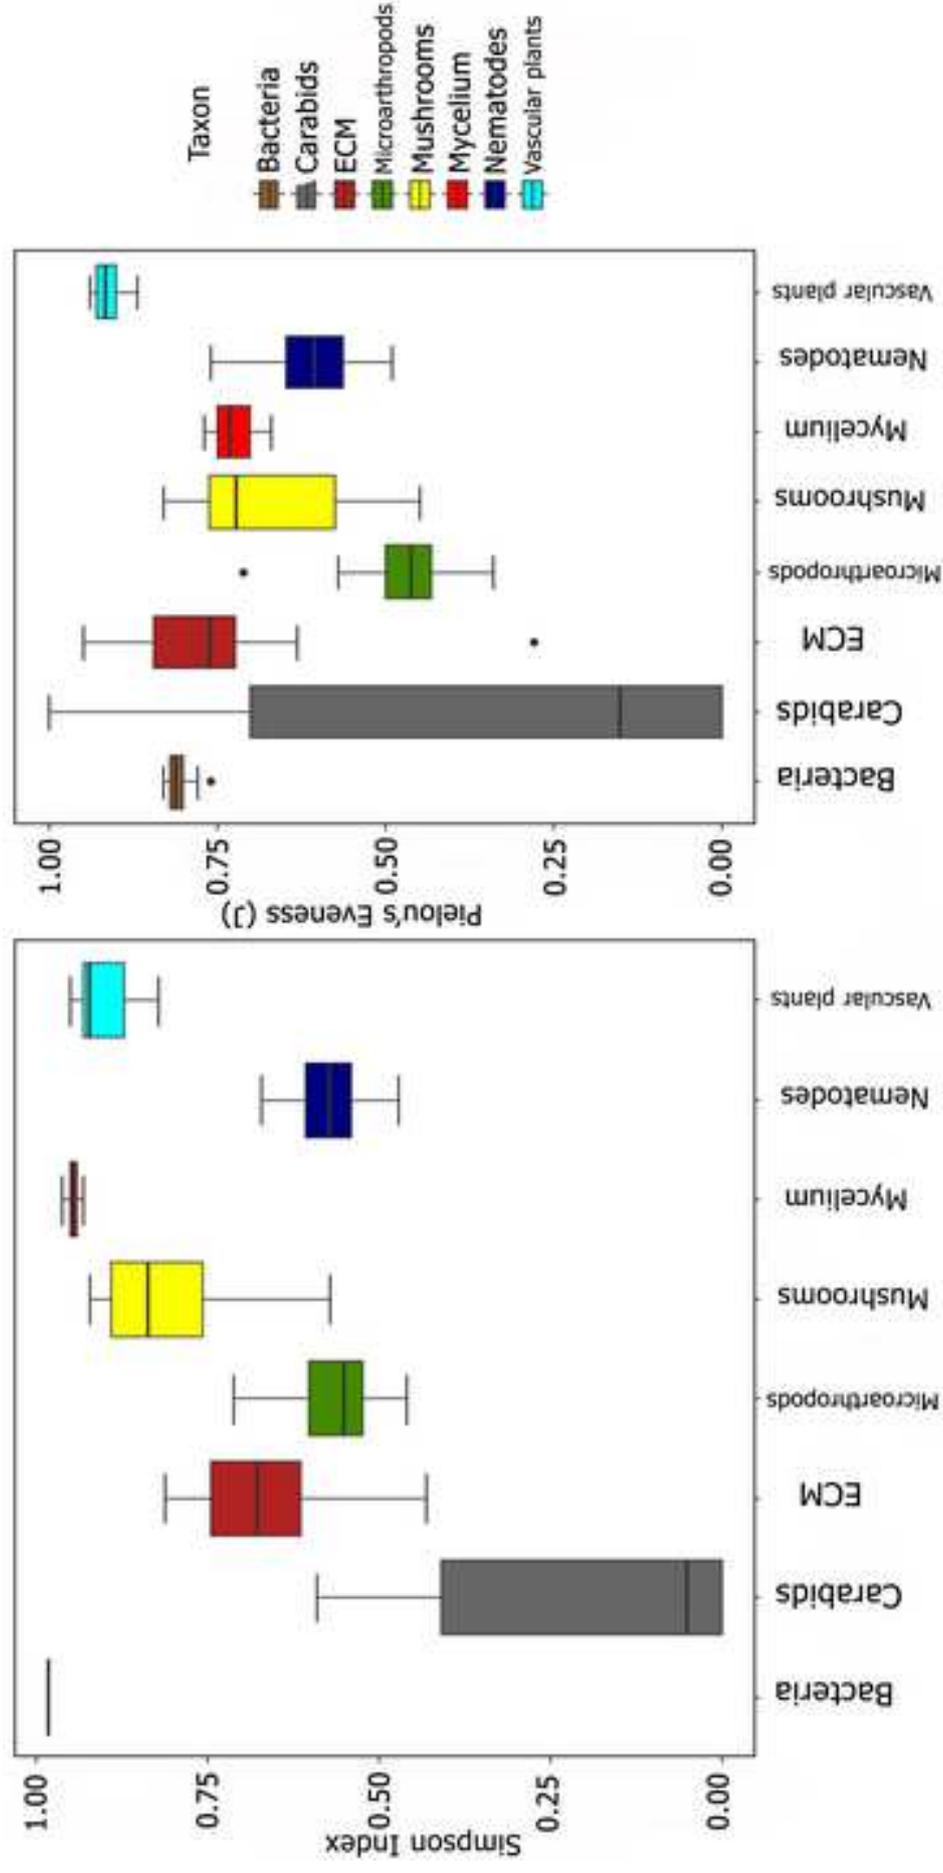 Taxon
Bacteria
Carabids
ECM
Microarthropods
Mushrooms
Mycelium
Nematodes
Vascular plants
1.00
0.75
0.50
0.25
0.00
Pielou's Eveness (J)
Bacteria
Carabids
ECM
Microarthropods
Mushrooms
Mycelium
Nematodes
Vascular plants
1.00
0.75
0.50
0.25
0.00
Simpson Index
Bacteria
Carabids
ECM
Microarthropods
Mushrooms
Mycelium
Nematodes
Vascular plants